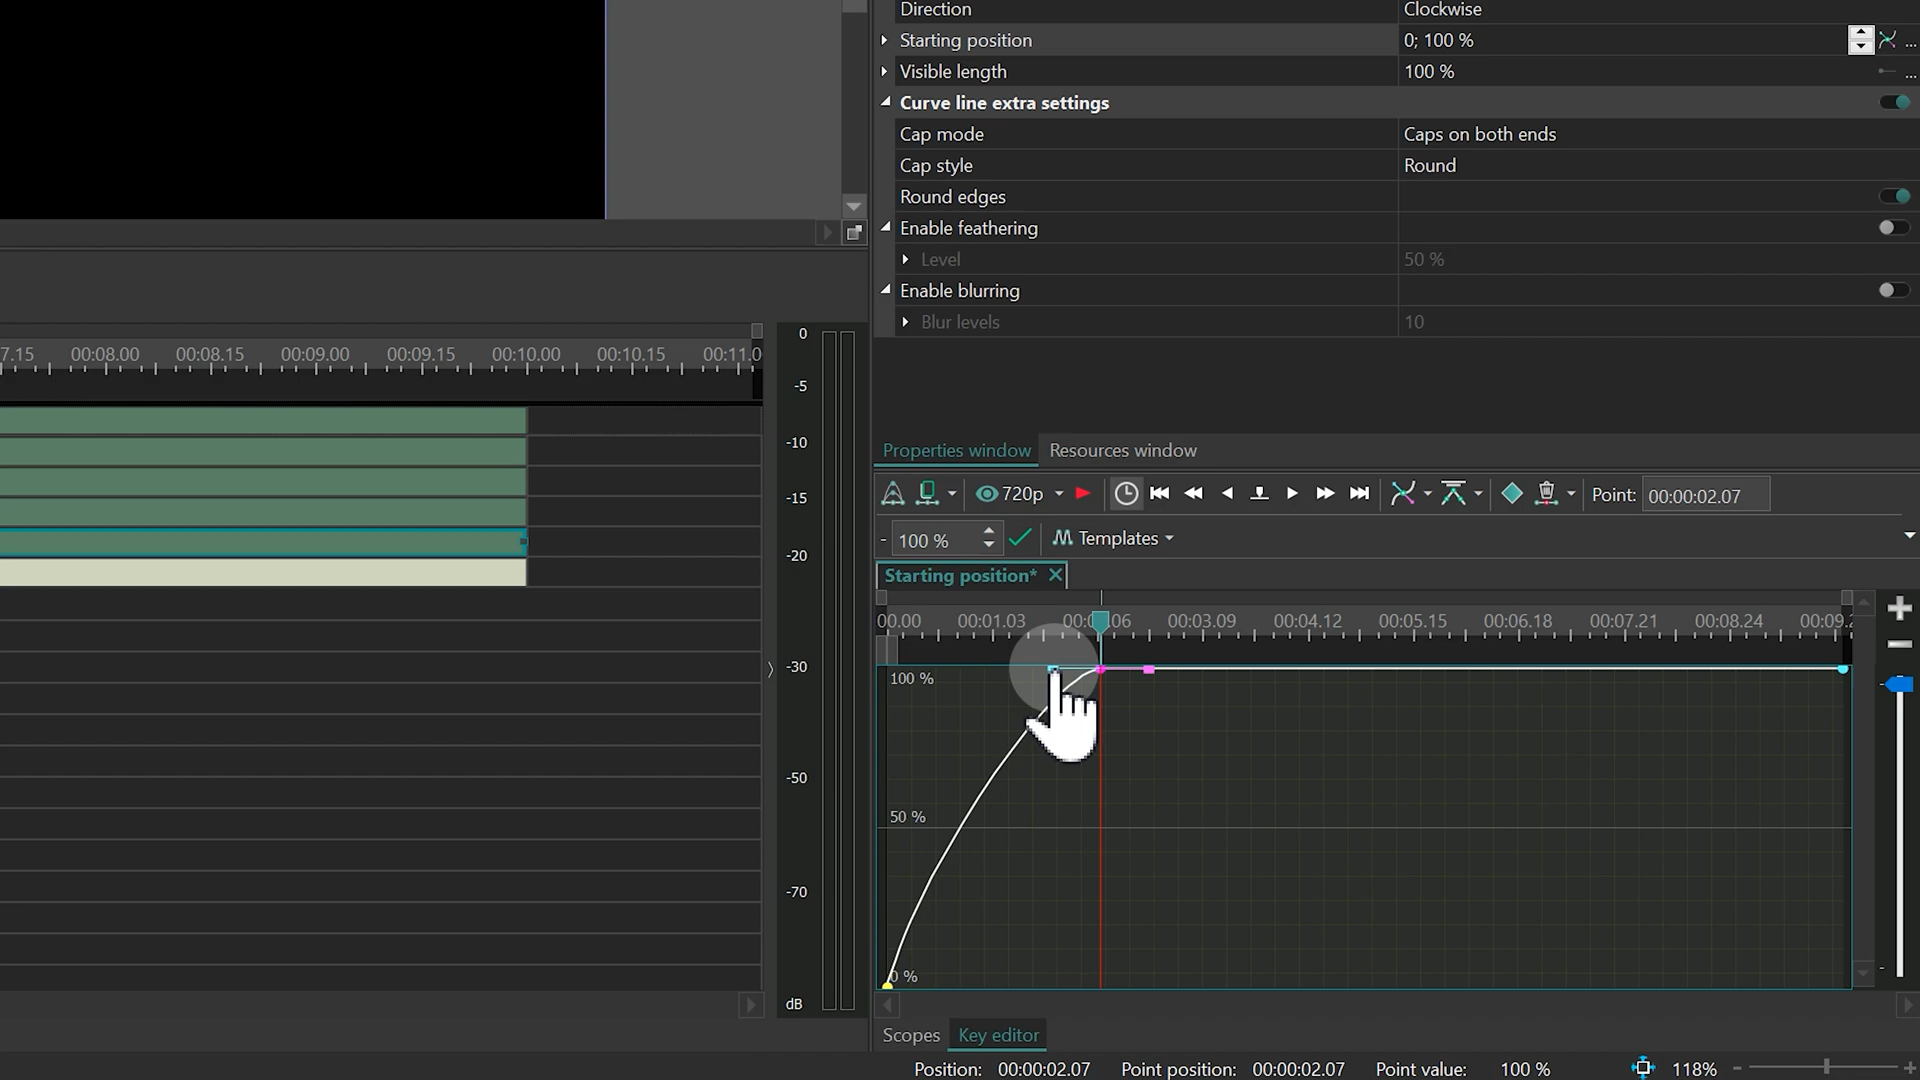 Direction Clockwise
Starting position 0; 100 % ...
Visible length 100 % ...
Curve line extra settings
Cap mode Caps on both ends
Cap style Round
Round edges
Enable feathering
Level 50 %
Enable blurring
Blur levels 10
7.15 00:08.00 00:08.15 00:09.00 00:09.15 00:10.00 00:10.15 00:11.0
0
-5
-10
-15
-20
-30
-50
-70
dB
Properties window Resources window
720p Point: 00:00:02.07
- 100 % Templates
Starting position*
00.00 00:01.03 00:0 06 00:03.09 00:04.12 00:05.15 00:06.18 00:07.21 00:08.24 00:09.2
100 %
50 %
0 %
Scopes Key editor
Position: 00:00:02.07 Point position: 00:00:02.07 Point value: 100 % 118%